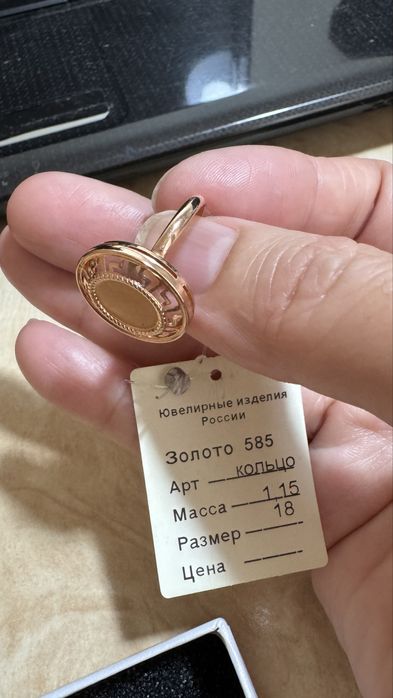 Ювелирные изделия
России
Золото 585
Арт кольцо
Масса 1,15
Размер 18
Цена